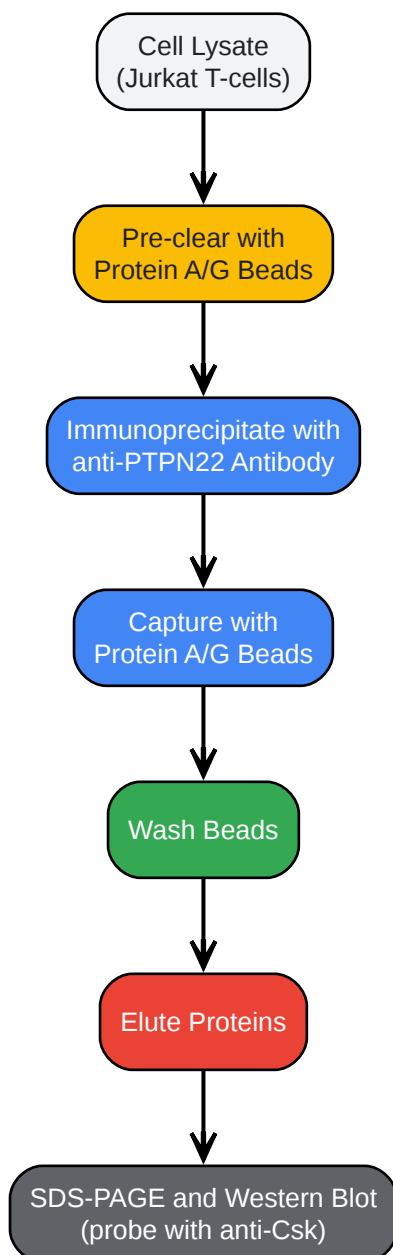 Cell Lysate
(Jurkat T-cells)
Pre-clear with
Protein A/G Beads
Immunoprecipitate with
anti-PTPN22 Antibody
Capture with
Protein A/G Beads
Wash Beads
Elute Proteins
SDS-PAGE and Western Blot
(probe with anti-Csk)